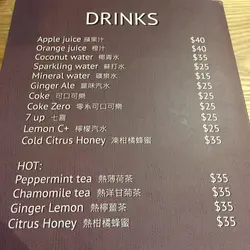 DRINKS
Apple juice 蘋果汁 $40
Orange juice 橙汁 $40
Coconut water 椰青水 $35
Sparkling water 蘇打水 $25
Mineral water 礦泉水 $15
Ginger Ale 薑味汽水 $25
Coke 可口可樂 $25
Coke Zero 零系可口可樂 $25
7 up 七喜 $25
Lemon C+ 檸檬汽水 $25
Cold Citrus Honey 凍柑橘蜂蜜 $35
HOT:
Peppermint tea 熱薄荷茶 $35
Chamomile tea 熱洋甘菊茶 $35
Ginger Lemon 熱檸薑茶 $35
Citrus Honey 熱柑橘蜂蜜 $35